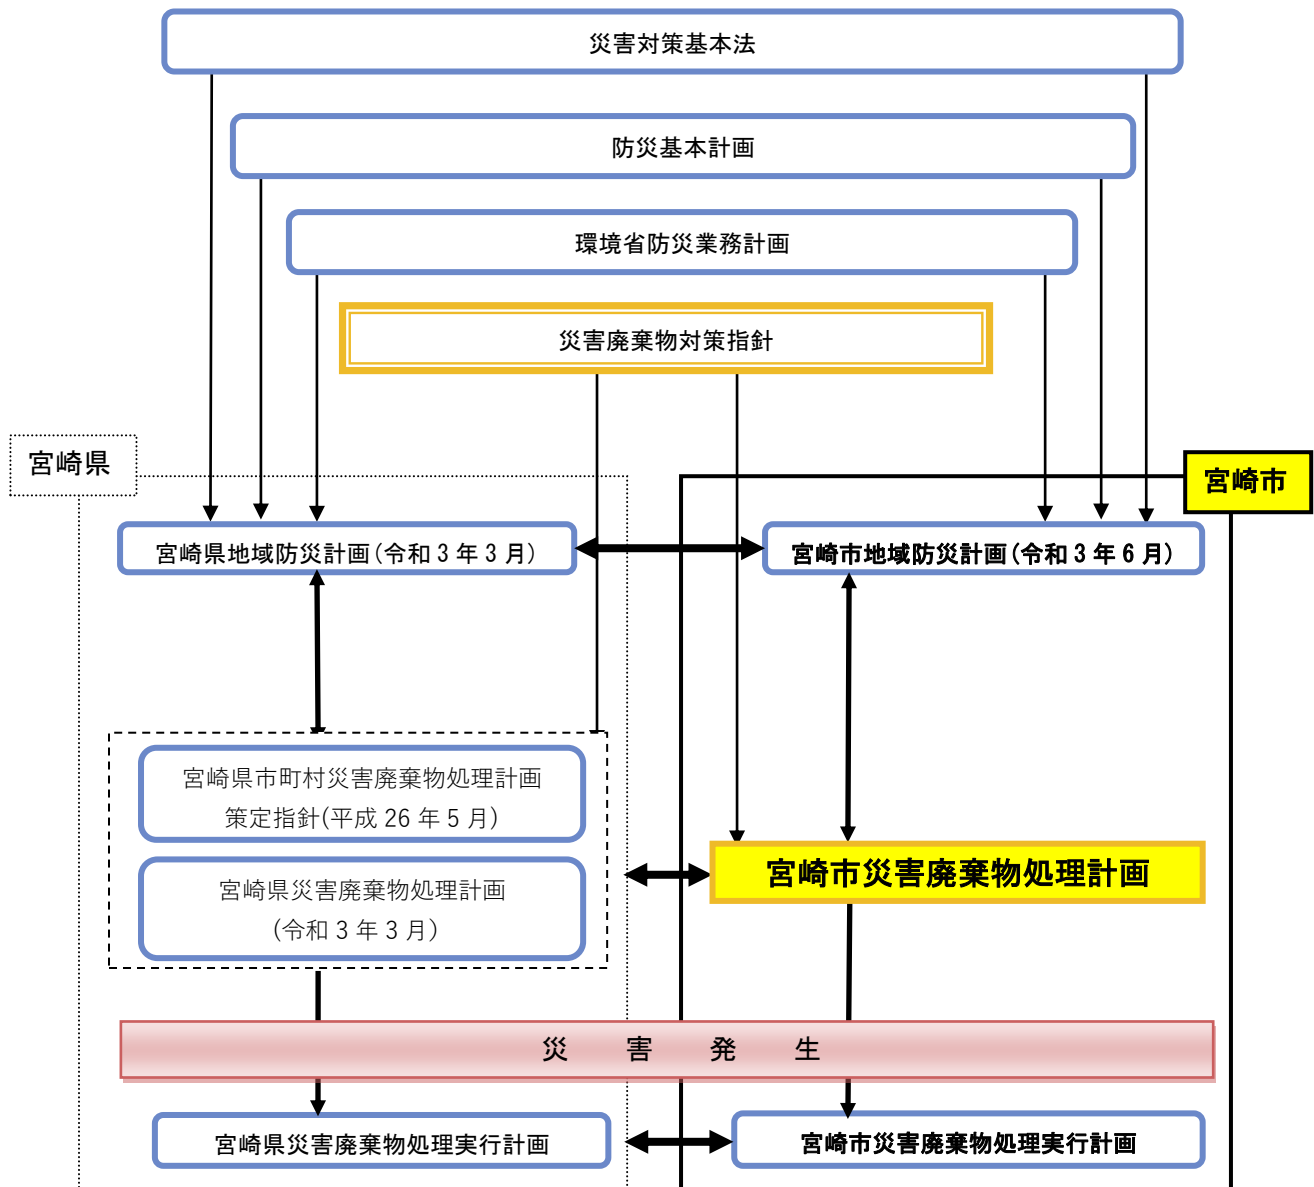 災害対策基本法
防災基本計画
環境省防災業務計画
災害廃棄物対策指針
宮崎県
宮崎市
宮崎県地域防災計画(令和3年3月)
宮崎市地域防災計画(令和3年6月)
宮崎県市町村災害廃棄物処理計画
策定指針(平成26年5月)
宮崎県災害廃棄物処理計画
(令和3年3月)
宮崎市災害廃棄物処理計画
災　害　発　生
宮崎県災害廃棄物処理実行計画
宮崎市災害廃棄物処理実行計画